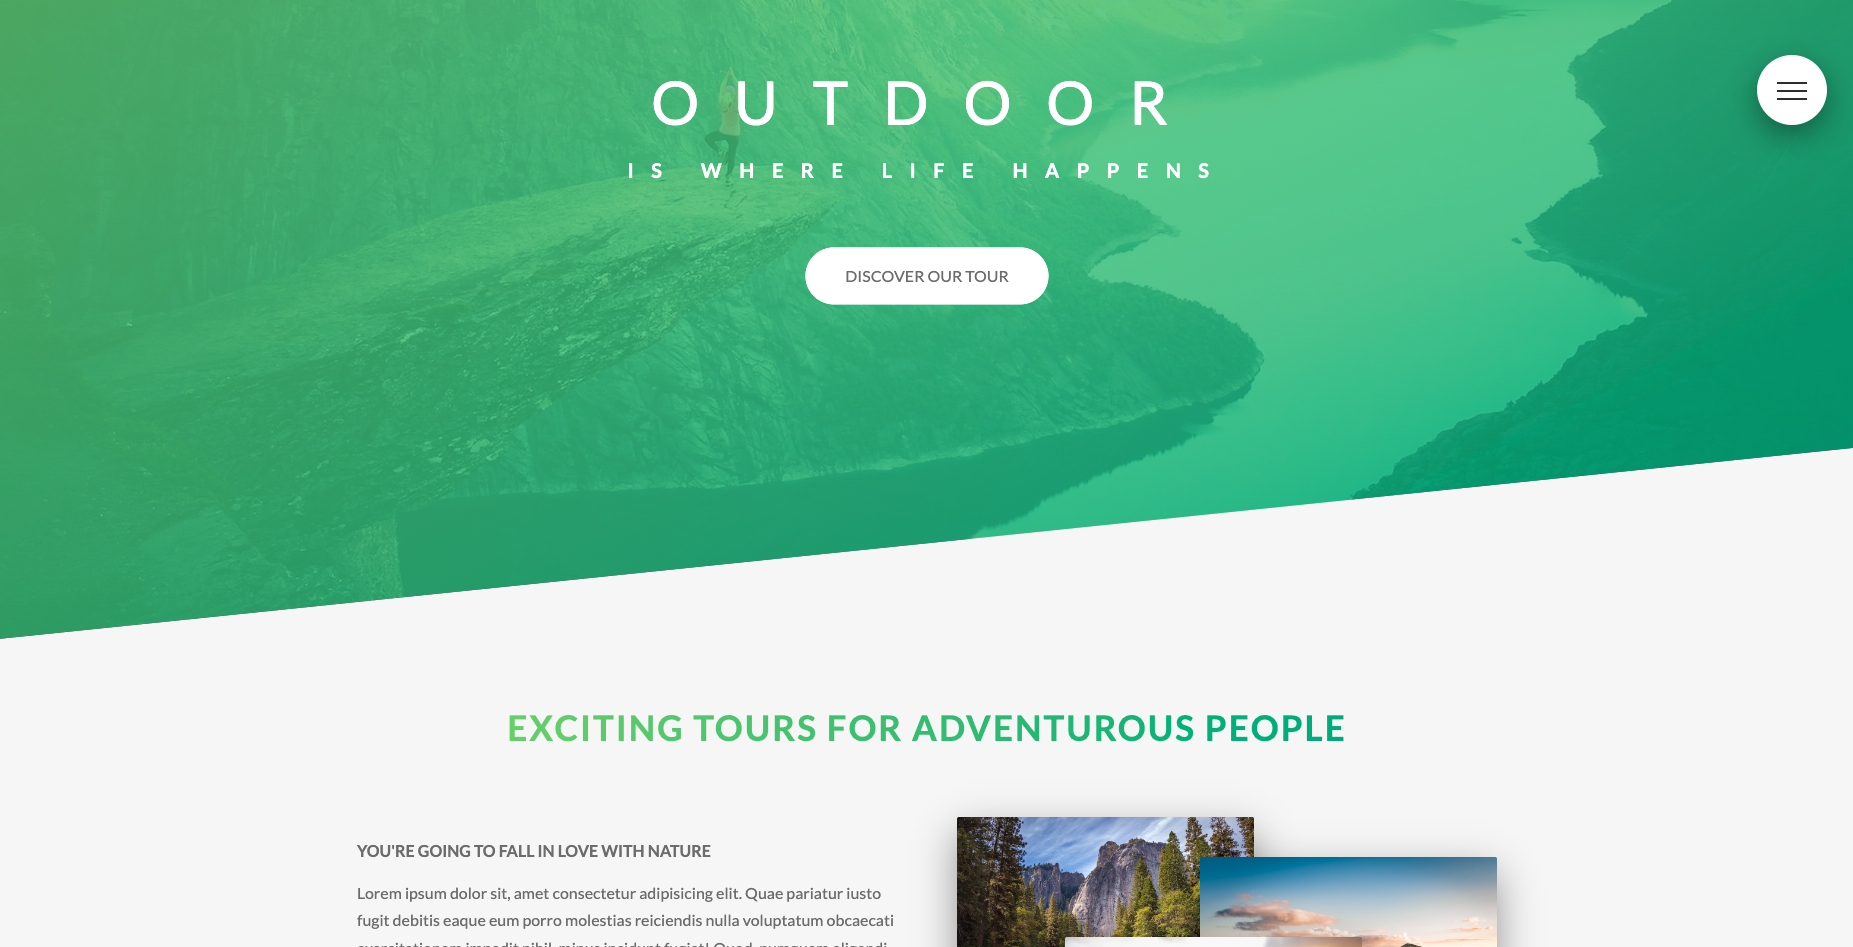 OUTDOOR
IS WHERE LIFE HAPPENS
DISCOVER OUR TOUR
EXCITING TOURS FOR ADVENTUROUS PEOPLE
YOU'RE GOING TO FALL IN LOVE WITH NATURE
Lorem ipsum dolor sit, amet consectetur adipisicing elit. Quae pariatur iusto
fugit debitis eaque eum porro molestias reiciendis nulla voluptatum obcaecati